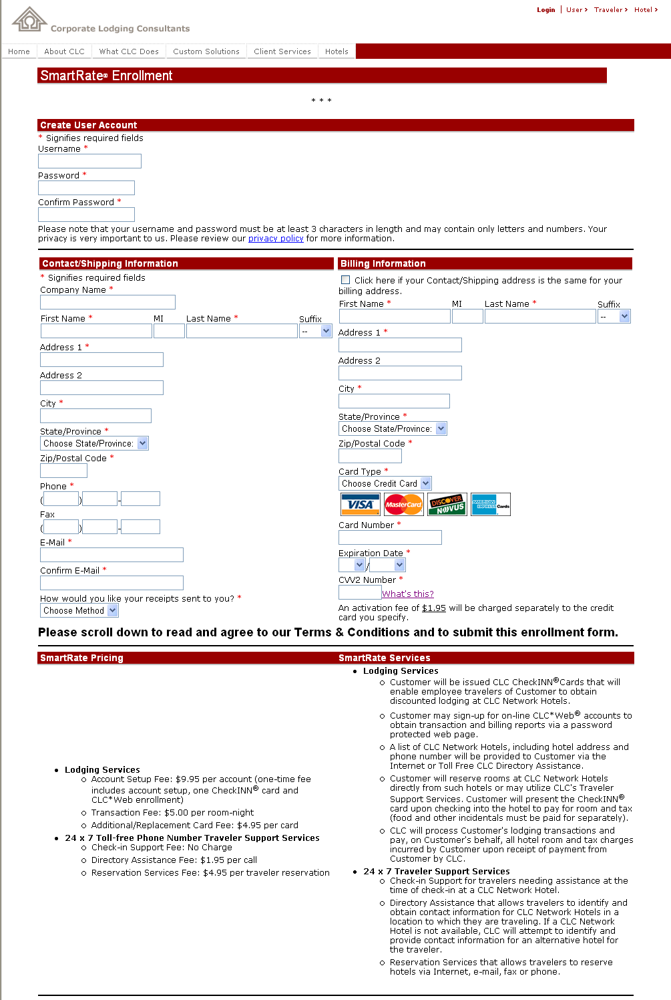 Login | User > Traveler > Hotel >
Corporate Lodging Consultants
Home About CLC What CLC Does Custom Solutions Client Services Hotels
SmartRate® Enrollment
* * *
Create User Account
* Signifies required fields
Username *
Password *
Confirm Password *
Please note that your username and password must be at least 3 characters in length and may contain only letters and numbers. Your
privacy is very important to us. Please review our privacy policy for more information.
Contact/Shipping Information
* Signifies required fields
Company Name *
First Name * MI Last Name * Suffix
--
Address 1 *
Address 2
City *
State/Province *
Choose State/Province:
Zip/Postal Code *
Phone *
( ) -
Fax
( ) -
E-Mail *
Confirm E-Mail *
How would you like your receipts sent to you? *
Choose Method
Billing Information
Click here if your Contact/Shipping address is the same for your
billing address.
First Name * MI Last Name * Suffix
--
Address 1 *
Address 2
City *
State/Province *
Choose State/Province:
Zip/Postal Code *
Card Type *
Choose Credit Card
VISA MasterCard DISCOVER NOVUS AMERICAN EXPRESS Cards
Card Number *
Expiration Date *
/
CVV2 Number *
What's this?
An activation fee of $1.95 will be charged separately to the credit
card you specify.
Please scroll down to read and agree to our Terms & Conditions and to submit this enrollment form.
SmartRate Pricing
• Lodging Services
○ Account Setup Fee: $9.95 per account (one-time fee
includes account setup, one CheckINN® card and
CLC*Web enrollment)
○ Transaction Fee: $5.00 per room-night
○ Additional/Replacement Card Fee: $4.95 per card
• 24 x 7 Toll-free Phone Number Traveler Support Services
○ Check-in Support Fee: No Charge
○ Directory Assistance Fee: $1.95 per call
○ Reservation Services Fee: $4.95 per traveler reservation
SmartRate Services
• Lodging Services
○ Customer will be issued CLC CheckINN®Cards that will
enable employee travelers of Customer to obtain
discounted lodging at CLC Network Hotels.
○ Customer may sign-up for on-line CLC*Web® accounts to
obtain transaction and billing reports via a password
protected web page.
○ A list of CLC Network Hotels, including hotel address and
phone number will be provided to Customer via the
Internet or Toll Free CLC Directory Assistance.
○ Customer will reserve rooms at CLC Network Hotels
directly from such hotels or may utilize CLC's Traveler
Support Services. Customer will present the CheckINN®
card upon checking into the hotel to pay for room and tax
(food and other incidentals must be paid for separately).
○ CLC will process Customer's lodging transactions and
pay, on Customer's behalf, all hotel room and tax charges
incurred by Customer upon receipt of payment from
Customer by CLC.
• 24 x 7 Traveler Support Services
○ Check-in Support for travelers needing assistance at the
time of check-in at a CLC Network Hotel.
○ Directory Assistance that allows travelers to identify and
obtain contact information for CLC Network Hotels in a
location to which they are traveling. If a CLC Network
Hotel is not available, CLC will attempt to identify and
provide contact information for an alternative hotel for
the traveler.
○ Reservation Services that allows travelers to reserve
hotels via Internet, e-mail, fax or phone.